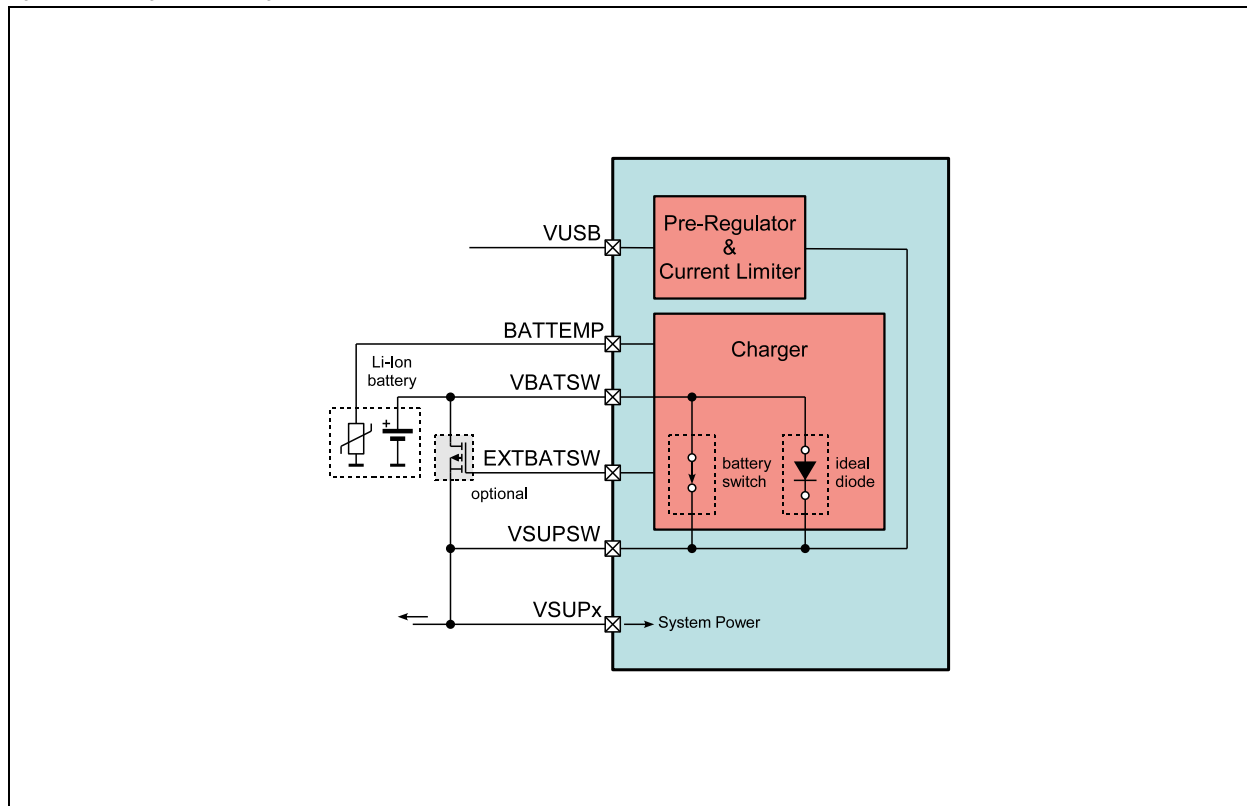 Pre-Regulator
&
Current Limiter
VUSB
BATTEMP
Charger
Li-Ion
battery
VBATSW
+
EXTBATSW
battery
switch
ideal
diode
optional
VSUPSW
VSUPx
System Power